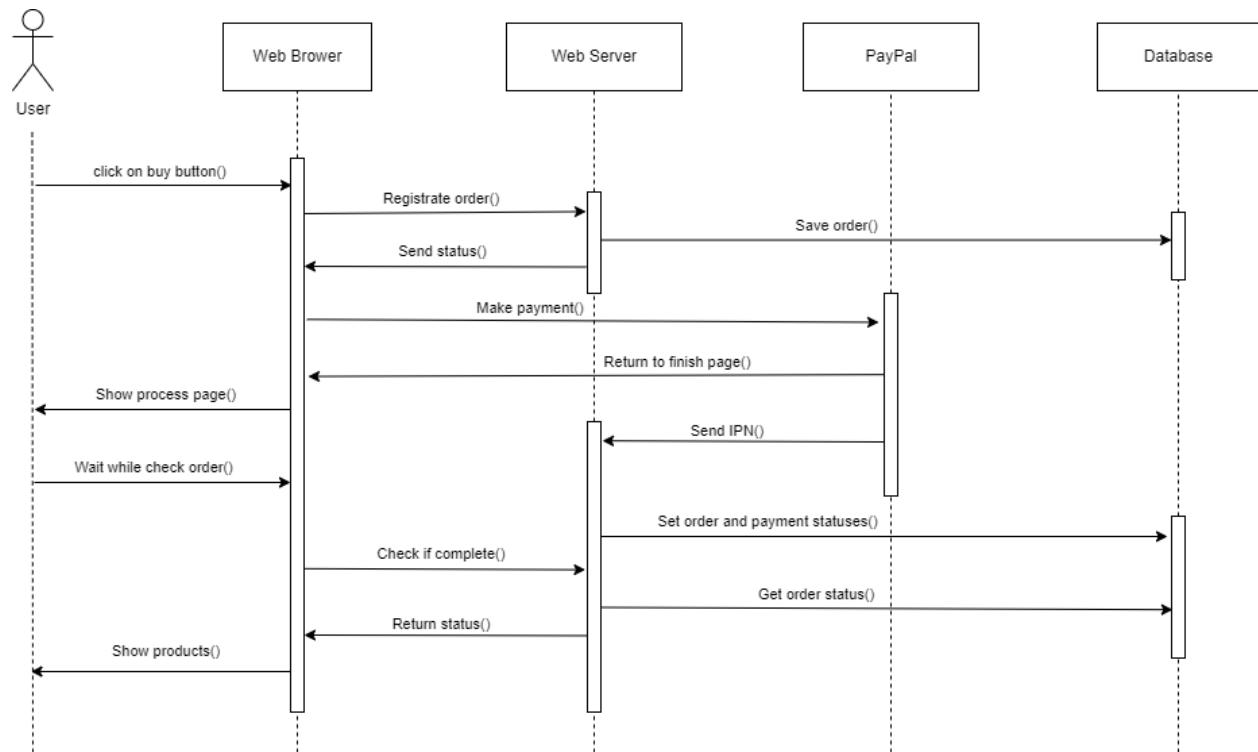 Web Brower
Web Server
PayPal
Database
User
click on buy button()
Registrate order()
Save order()
Send status()
Make payment()
Return to finish page()
Show process page()
Send IPN()
Wait while check order()
Set order and payment statuses()
Check if complete()
Get order status()
Return status()
Show products()